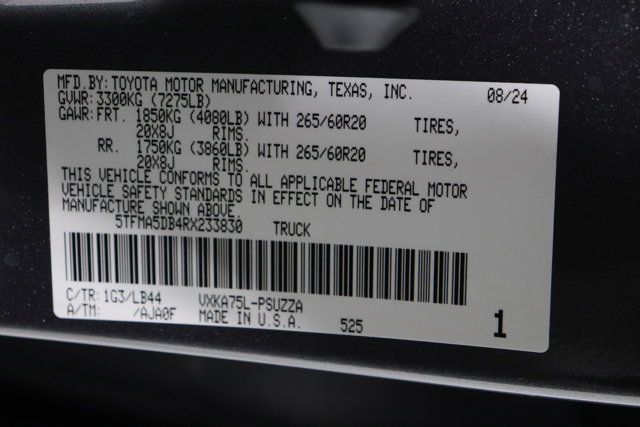 MFD.BY: TOYOTA MOTOR MANUFACTURING, TEXAS, INC. 08/24
GVWR: 3300KG (7275LB)
GAWR: FRT. 1850KG (4080LB) WITH 265/60R20 TIRES,
20X8J RIMS.
RR. 1750KG (3860LB) WITH 265/60R20 TIRES,
20X8J RIMS.
THIS VEHICLE CONFORMS TO ALL APPLICABLE FEDERAL MOTOR
VEHICLE SAFETY STANDARDS IN EFFECT ON THE DATE OF
MANUFACTURE SHOWN ABOVE.
5TFMA5DB4RX233830 TRUCK
C/TR: 1G3/LB44 VXKA75L-PSUZZA
A/TM: /AJA0F MADE IN U.S.A. 525 1